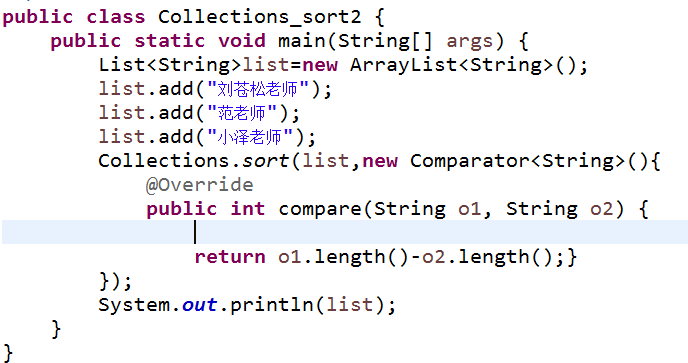 public class Collections_sort2 {
    public static void main(String[] args) {
        List<String>list=new ArrayList<String>();
        list.add("刘苍松老师");
        list.add("范老师");
        list.add("小泽老师");
        Collections.sort(list,new Comparator<String>(){
            @Override
            public int compare(String o1, String o2) {
                return o1.length()-o2.length();}
        });
        System.out.println(list);
    }
}